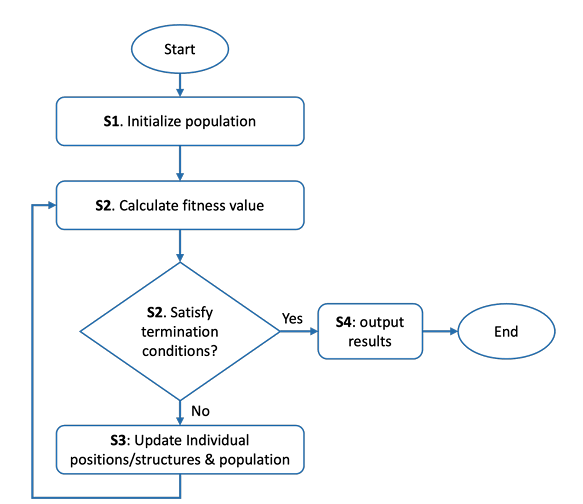 Start
S1. Initialize population
S2. Calculate fitness value
S2. Satisfy
termination
conditions?
Yes
S4: output
results
End
No
S3: Update Individual
positions/structures & population